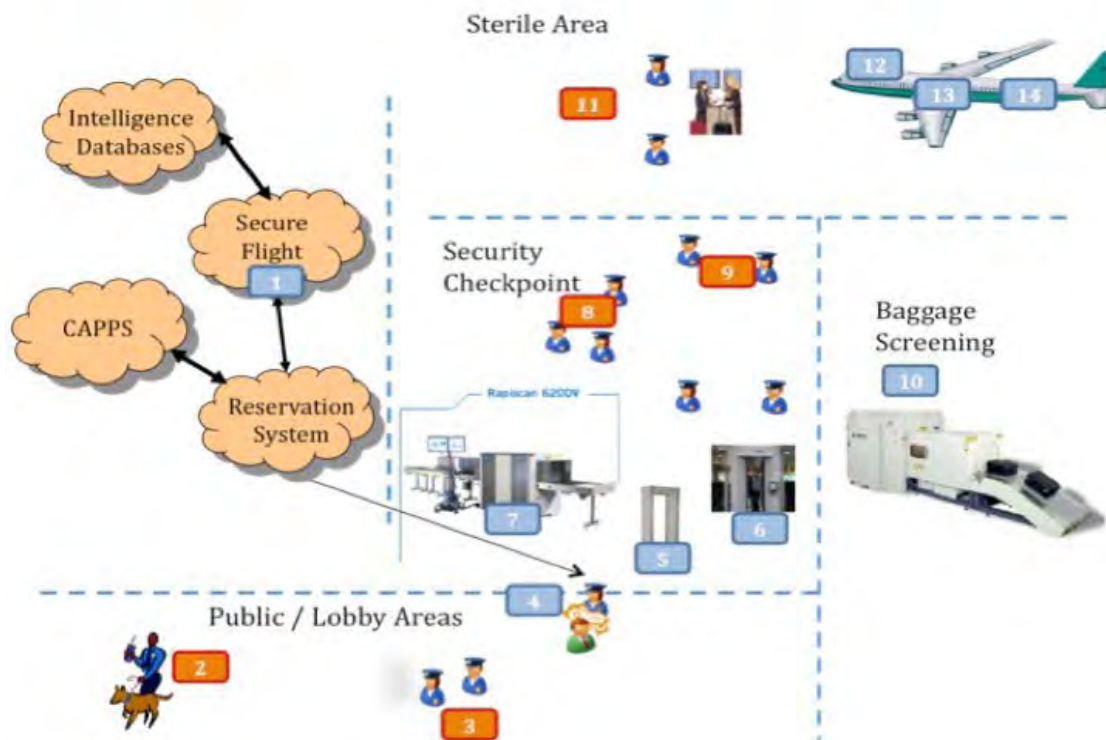 Sterile Area
12
13
14
11
Intelligence
Databases
Secure
Flight
1
Security
Checkpoint
9
8
CAPPS
Baggage
Screening
10
Reservation
System
Rapiscan 620DV
7
6
5
4
Public / Lobby Areas
2
3